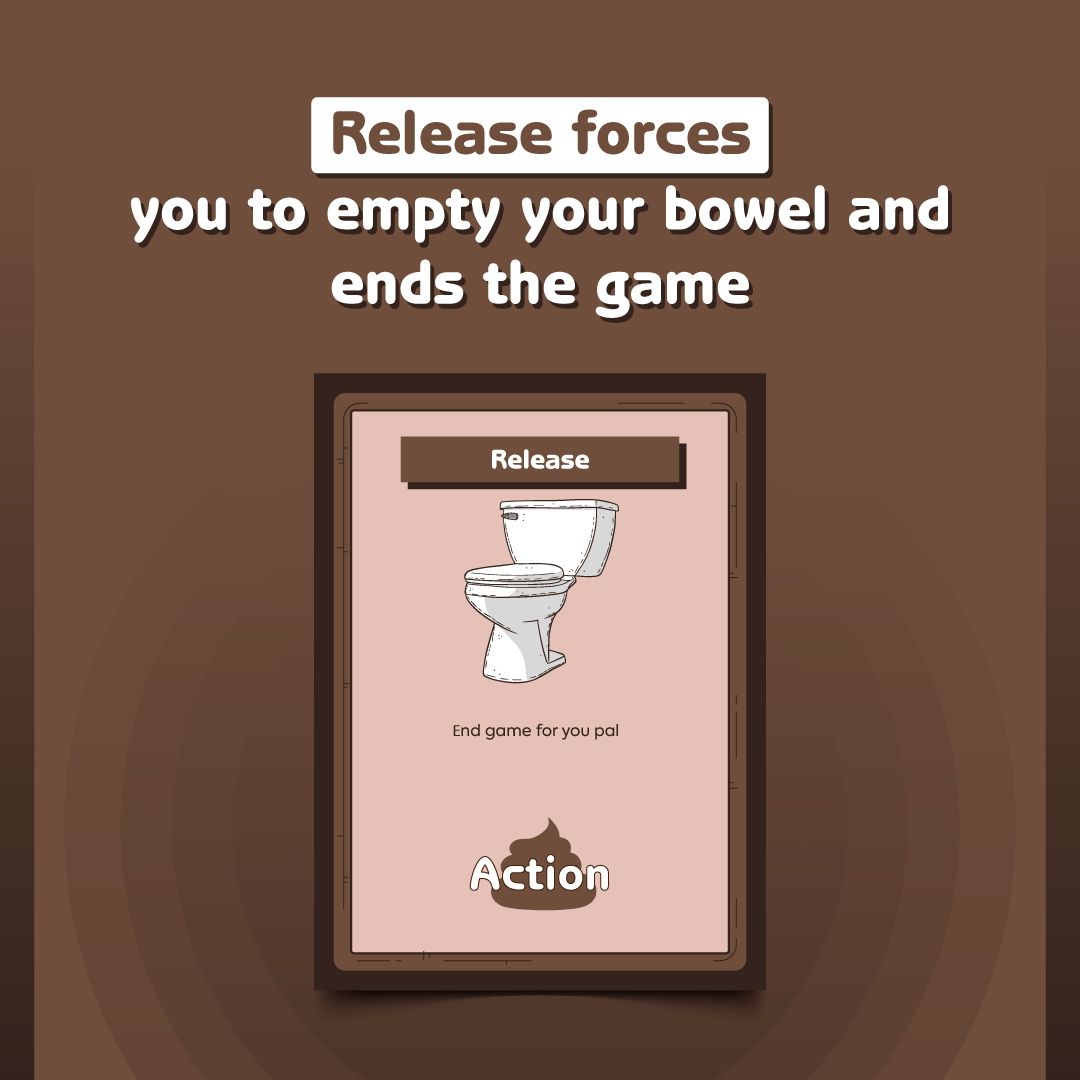 Release forces
you to empty your bowel and
ends the game
Release
End game for you pal
Action